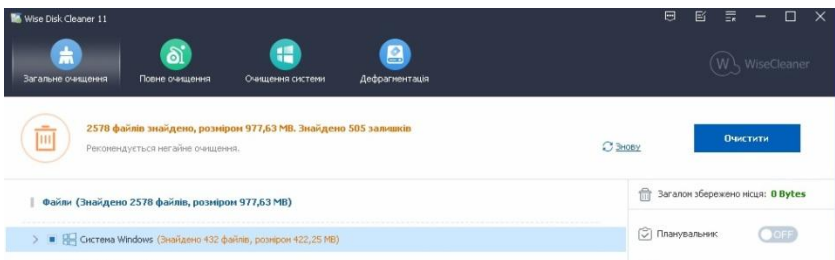 Wise Disk Cleaner 11
Загальне очищення
Повне очищення
Очищення системи
Дефрагментація
WiseCleaner
2578 файлів знайдено, розміром 977,63 MB. Знайдено 505 залишків
Рекомендується негайне очищення.
Знову
Очистити
Файли (Знайдено 2578 файлів, розміром 977,63 MB)
Загалом збережено місця: 0 Bytes
Система Windows (Знайдено 432 файлів, розміром 422,25 MB)
Планувальник
OFF